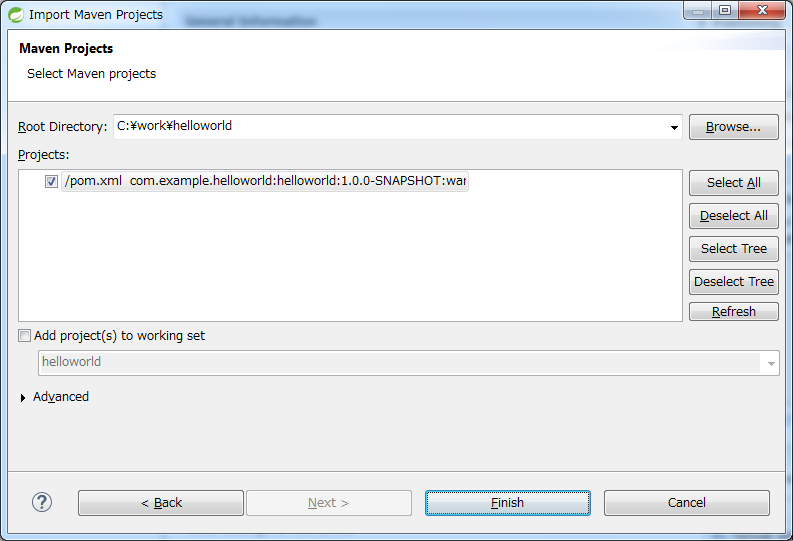 Import Maven Projects
General Information
Maven Projects
Select Maven projects
Root Directory: C:¥work¥helloworld Browse...
Projects:
/pom.xml com.example.helloworld:helloworld:1.0.0-SNAPSHOT:war
Select All
Deselect All
Select Tree
Deselect Tree
Refresh
Add project(s) to working set
helloworld
Advanced
? < Back Next > Finish Cancel